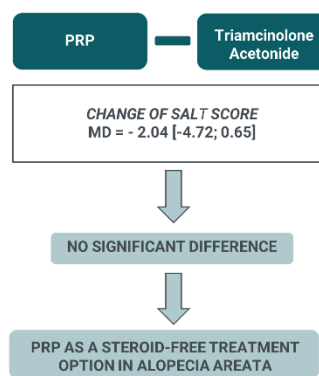 PRP
Triamcinolone
Acetonide
CHANGE OF SALT SCORE
MD = - 2.04 [-4.72; 0.65]
NO SIGNIFICANT DIFFERENCE
PRP AS A STEROID-FREE TREATMENT
OPTION IN ALOPECIA AREATA